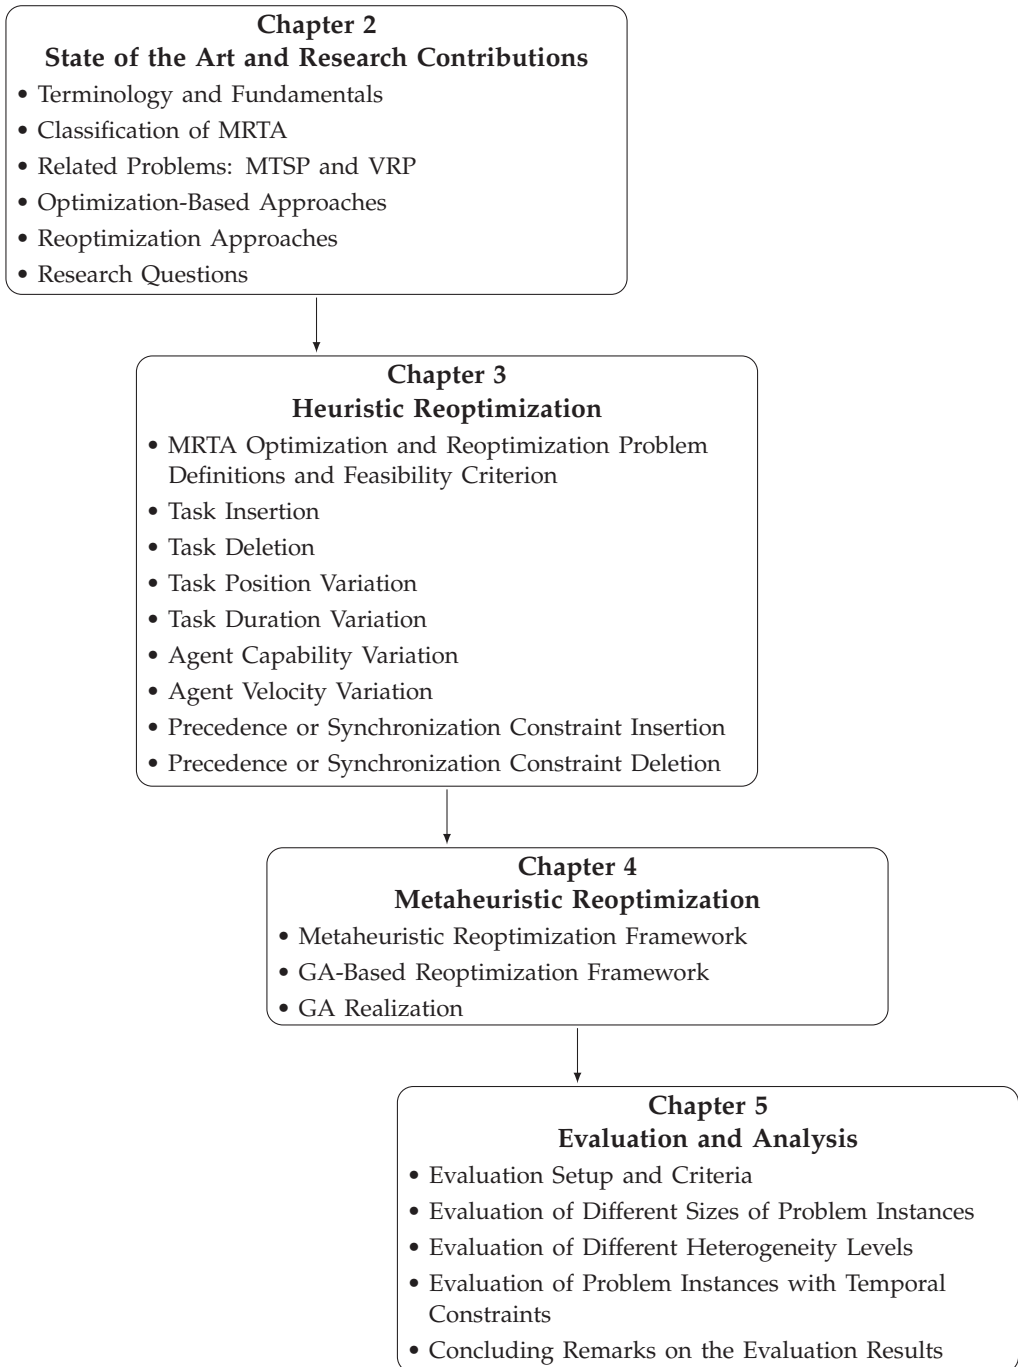 Chapter 2
State of the Art and Research Contributions
• Terminology and Fundamentals
• Classification of MRTA
• Related Problems: MTSP and VRP
• Optimization-Based Approaches
• Reoptimization Approaches
• Research Questions
Chapter 3
Heuristic Reoptimization
• MRTA Optimization and Reoptimization Problem
Definitions and Feasibility Criterion
• Task Insertion
• Task Deletion
• Task Position Variation
• Task Duration Variation
• Agent Capability Variation
• Agent Velocity Variation
• Precedence or Synchronization Constraint Insertion
• Precedence or Synchronization Constraint Deletion
Chapter 4
Metaheuristic Reoptimization
• Metaheuristic Reoptimization Framework
• GA-Based Reoptimization Framework
• GA Realization
Chapter 5
Evaluation and Analysis
• Evaluation Setup and Criteria
• Evaluation of Different Sizes of Problem Instances
• Evaluation of Different Heterogeneity Levels
• Evaluation of Problem Instances with Temporal
Constraints
• Concluding Remarks on the Evaluation Results